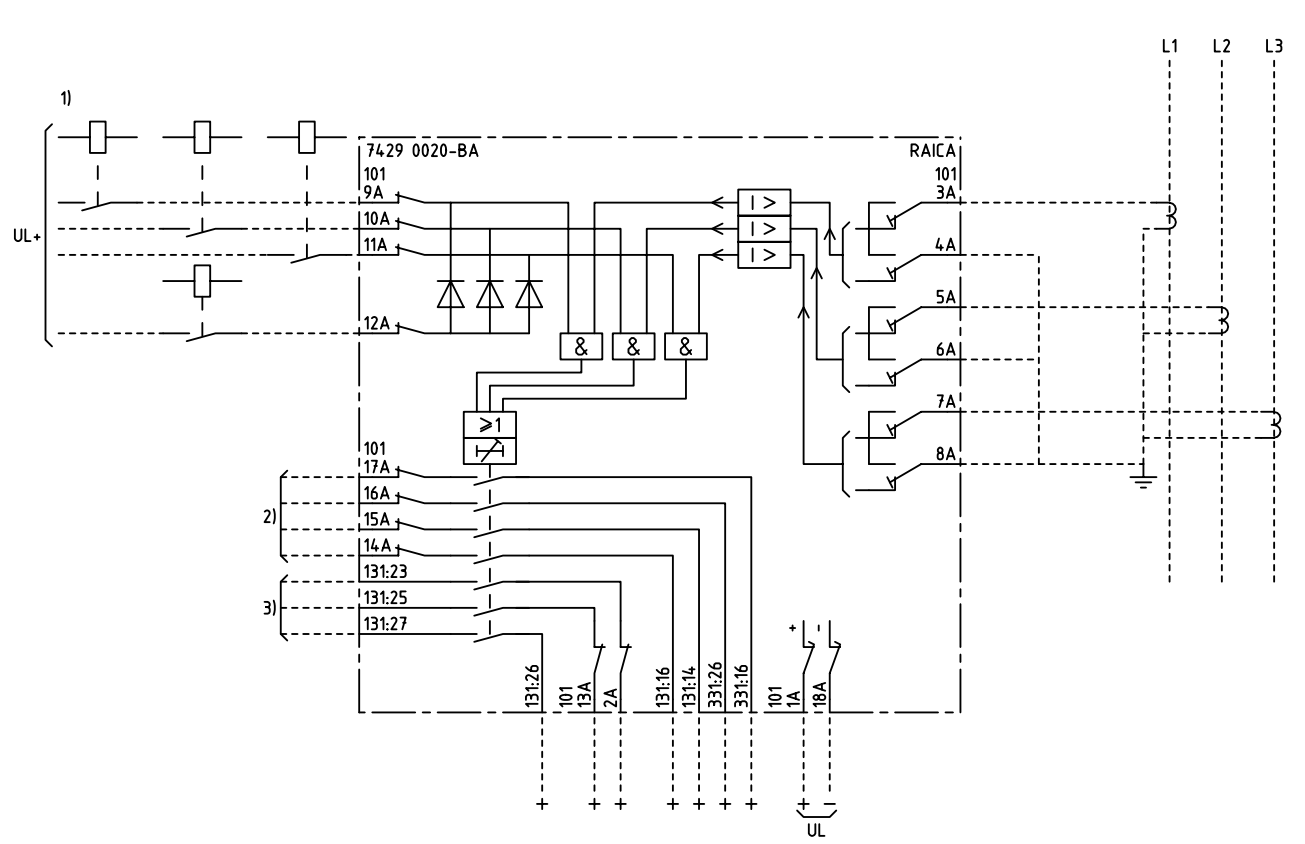 L1 L2 L3
1)
7429 0020-BA RAICA
101 101
9A 3A
10A
UL+
11A 4A
5A
12A
& & &
6A
7A
≥1
101
17A 8A
16A
2)
15A
14A
131:23
131:25
3)
131:27
+ -
131:26
101
13A
2A
131:16
131:14
331:26
331:16
101
1A
18A
+ + + + + + + + −
UL
I >
I >
I >